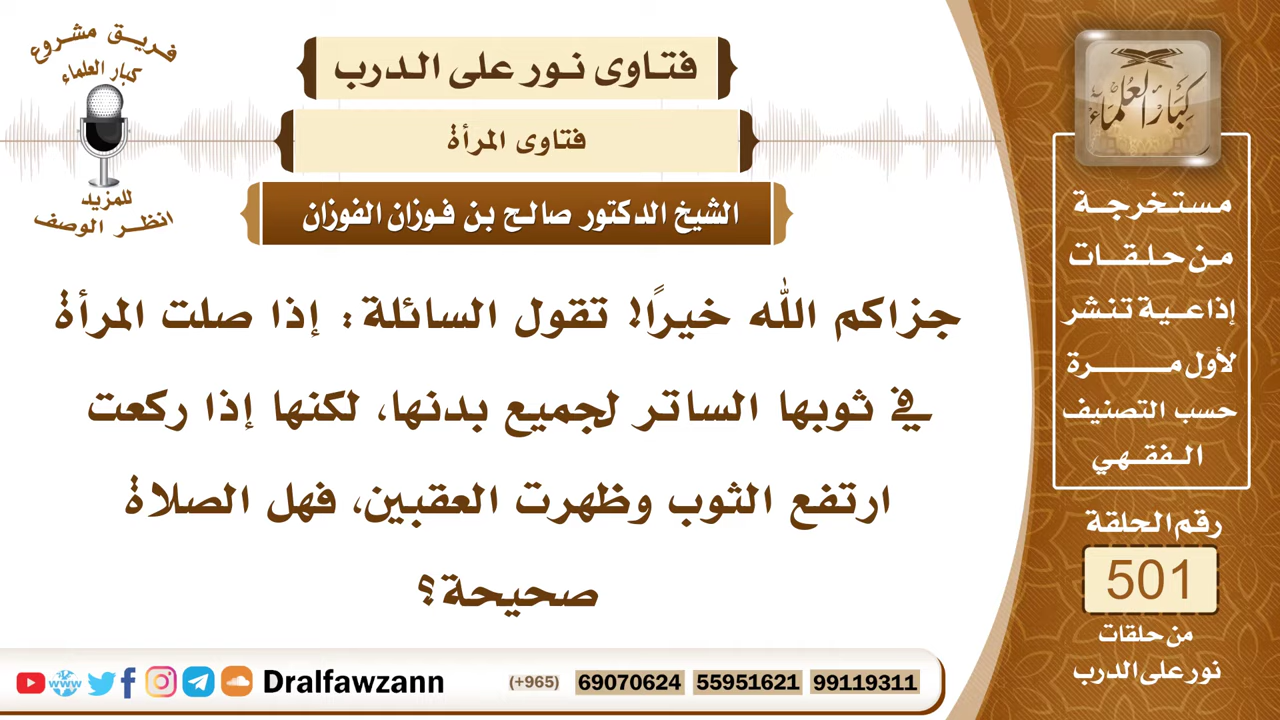 فريق مشروع
كبار العلماء
للمزيد
انظر الوصف
فتاوى نور على الدرب
فتاوى المرأة
الشيخ الدكتور صالح بن فوزان الفوزان
جزاكم الله خيرًا! تقول السائلة: إذا صلت المرأة
في ثوبها الساتر لجميع بدنها، لكنها إذا ركعت
ارتفع الثوب وظهرت العقبين، فهل الصلاة
صحيحة؟
كبار العلماء
مستخرجة
من حلقات
إذاعية تنشر
لأول مرة
حسب التصنيف
الفقهي
رقم الحلقة
501
من حلقات
نور على الدرب
www
Dralfawzann (+965) 69070624 55951621 99119311